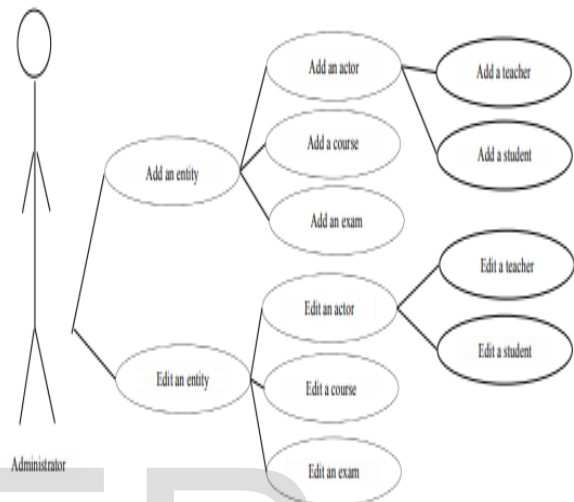 Add an actor
Add a teacher
Add a course
Add a student
Add an entity
Add an exam
Edit a teacher
Edit an actor
Edit a student
Edit an entity
Edit a course
Edit an exam
Administrator